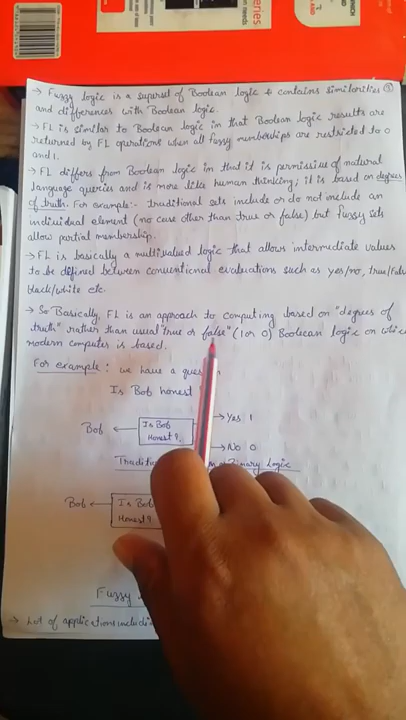 eries
→ Fuzzy logic is a superset of Boolean logic & contains similarities
and differences with Boolean logic.
→ FL is similar to Boolean logic in that Boolean logic results are
returned by FL operations when all fuzzy memberships are restricted to 0
and 1.
→ FL differs from Boolean logic in that it is permissive of natural
language queries and is more like human thinking; it is based on degrees
of truth. For example:- traditional sets include or do not include an
individual element (no case other than true or false) but fuzzy sets
allow partial membership.
→ FL is basically a multivalued logic that allows intermediate values
to be defined between conventional evaluations such as yes/no, true/false
black/white etc.
→ So Basically, FL is an approach to computing based on "degrees of
truth" rather than usual "true or false" (1 or 0) Boolean logic on which
modern computer is based.
For example: we have a
Is Bob honest
Bob ← Is Bob Honest? → Yes 1
→ No 0
Binary Logic
Bob ← Is Bob
Honest?
Fuzzy
→ Lot of applications